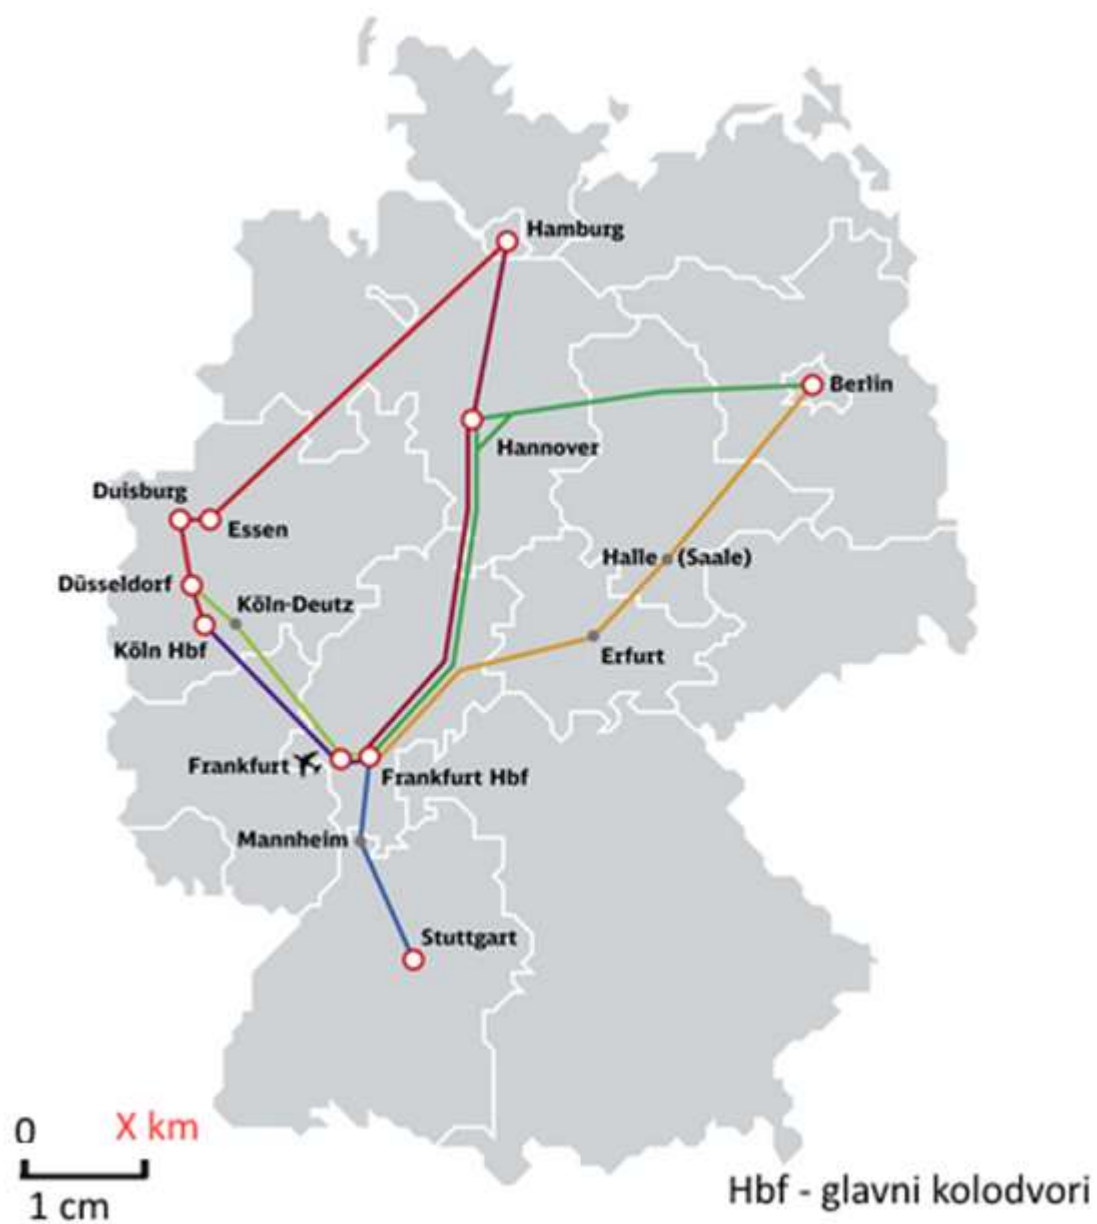 Hamburg
Berlin
Hannover
Duisburg
Essen
Halle (Saale)
Düsseldorf
Köln-Deutz
Köln Hbf
Erfurt
Frankfurt
Frankfurt Hbf
Mannheim
Stuttgart
0 X km
1 cm
Hbf - glavni kolodvori